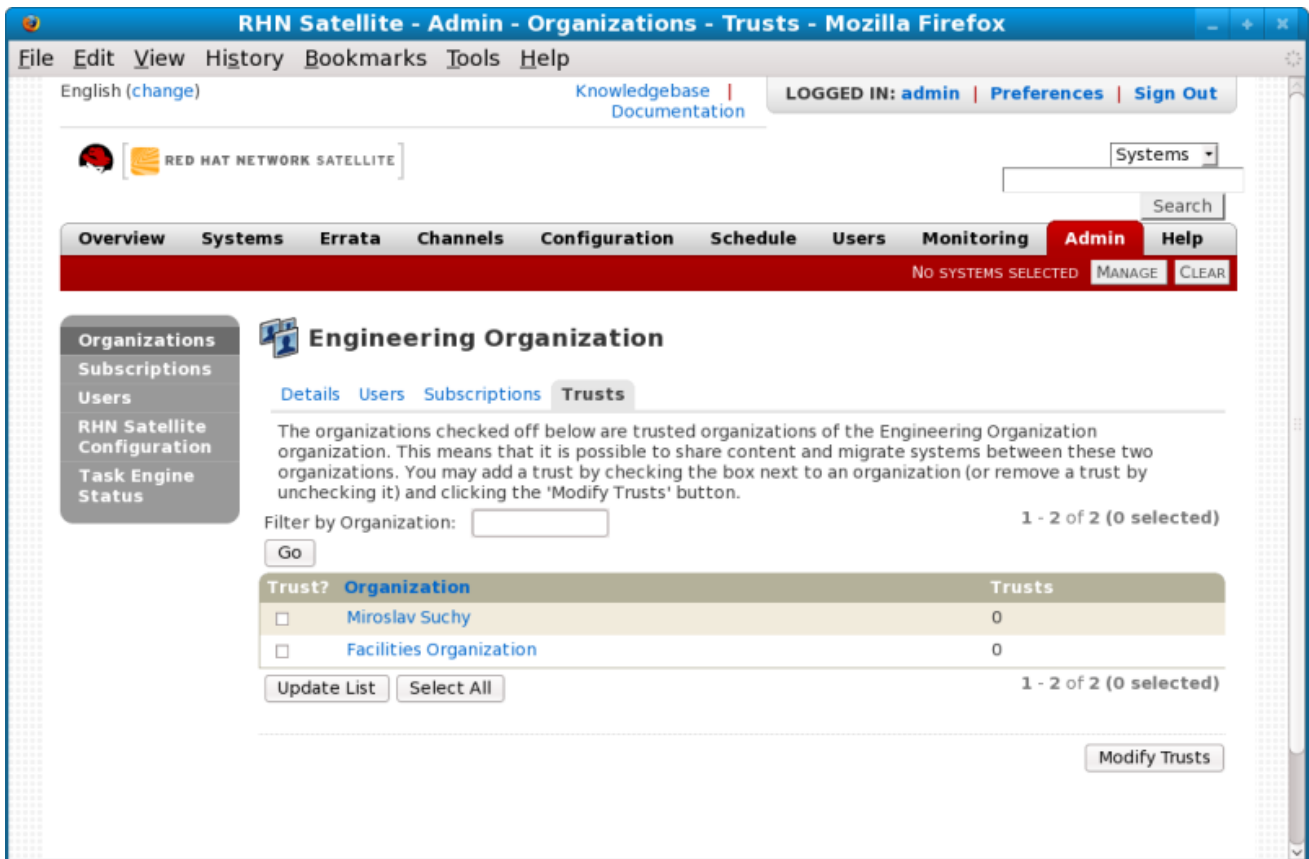 RHN Satellite - Admin - Organizations - Trusts - Mozilla Firefox
File Edit View History Bookmarks Tools Help
English (change)
Knowledgebase |
Documentation
LOGGED IN: admin | Preferences | Sign Out
RED HAT NETWORK SATELLITE
Systems
Search
Overview Systems Errata Channels Configuration Schedule Users Monitoring Admin Help
NO SYSTEMS SELECTED MANAGE CLEAR
Organizations
Subscriptions
Users
RHN Satellite
Configuration
Task Engine
Status
Engineering Organization
Details Users Subscriptions Trusts
The organizations checked off below are trusted organizations of the Engineering Organization
organization. This means that it is possible to share content and migrate systems between these two
organizations. You may add a trust by checking the box next to an organization (or remove a trust by
unchecking it) and clicking the 'Modify Trusts' button.
Filter by Organization:
1 - 2 of 2 (0 selected)
Go
Trust? Organization Trusts
Miroslav Suchy 0
Facilities Organization 0
Update List Select All
1 - 2 of 2 (0 selected)
Modify Trusts